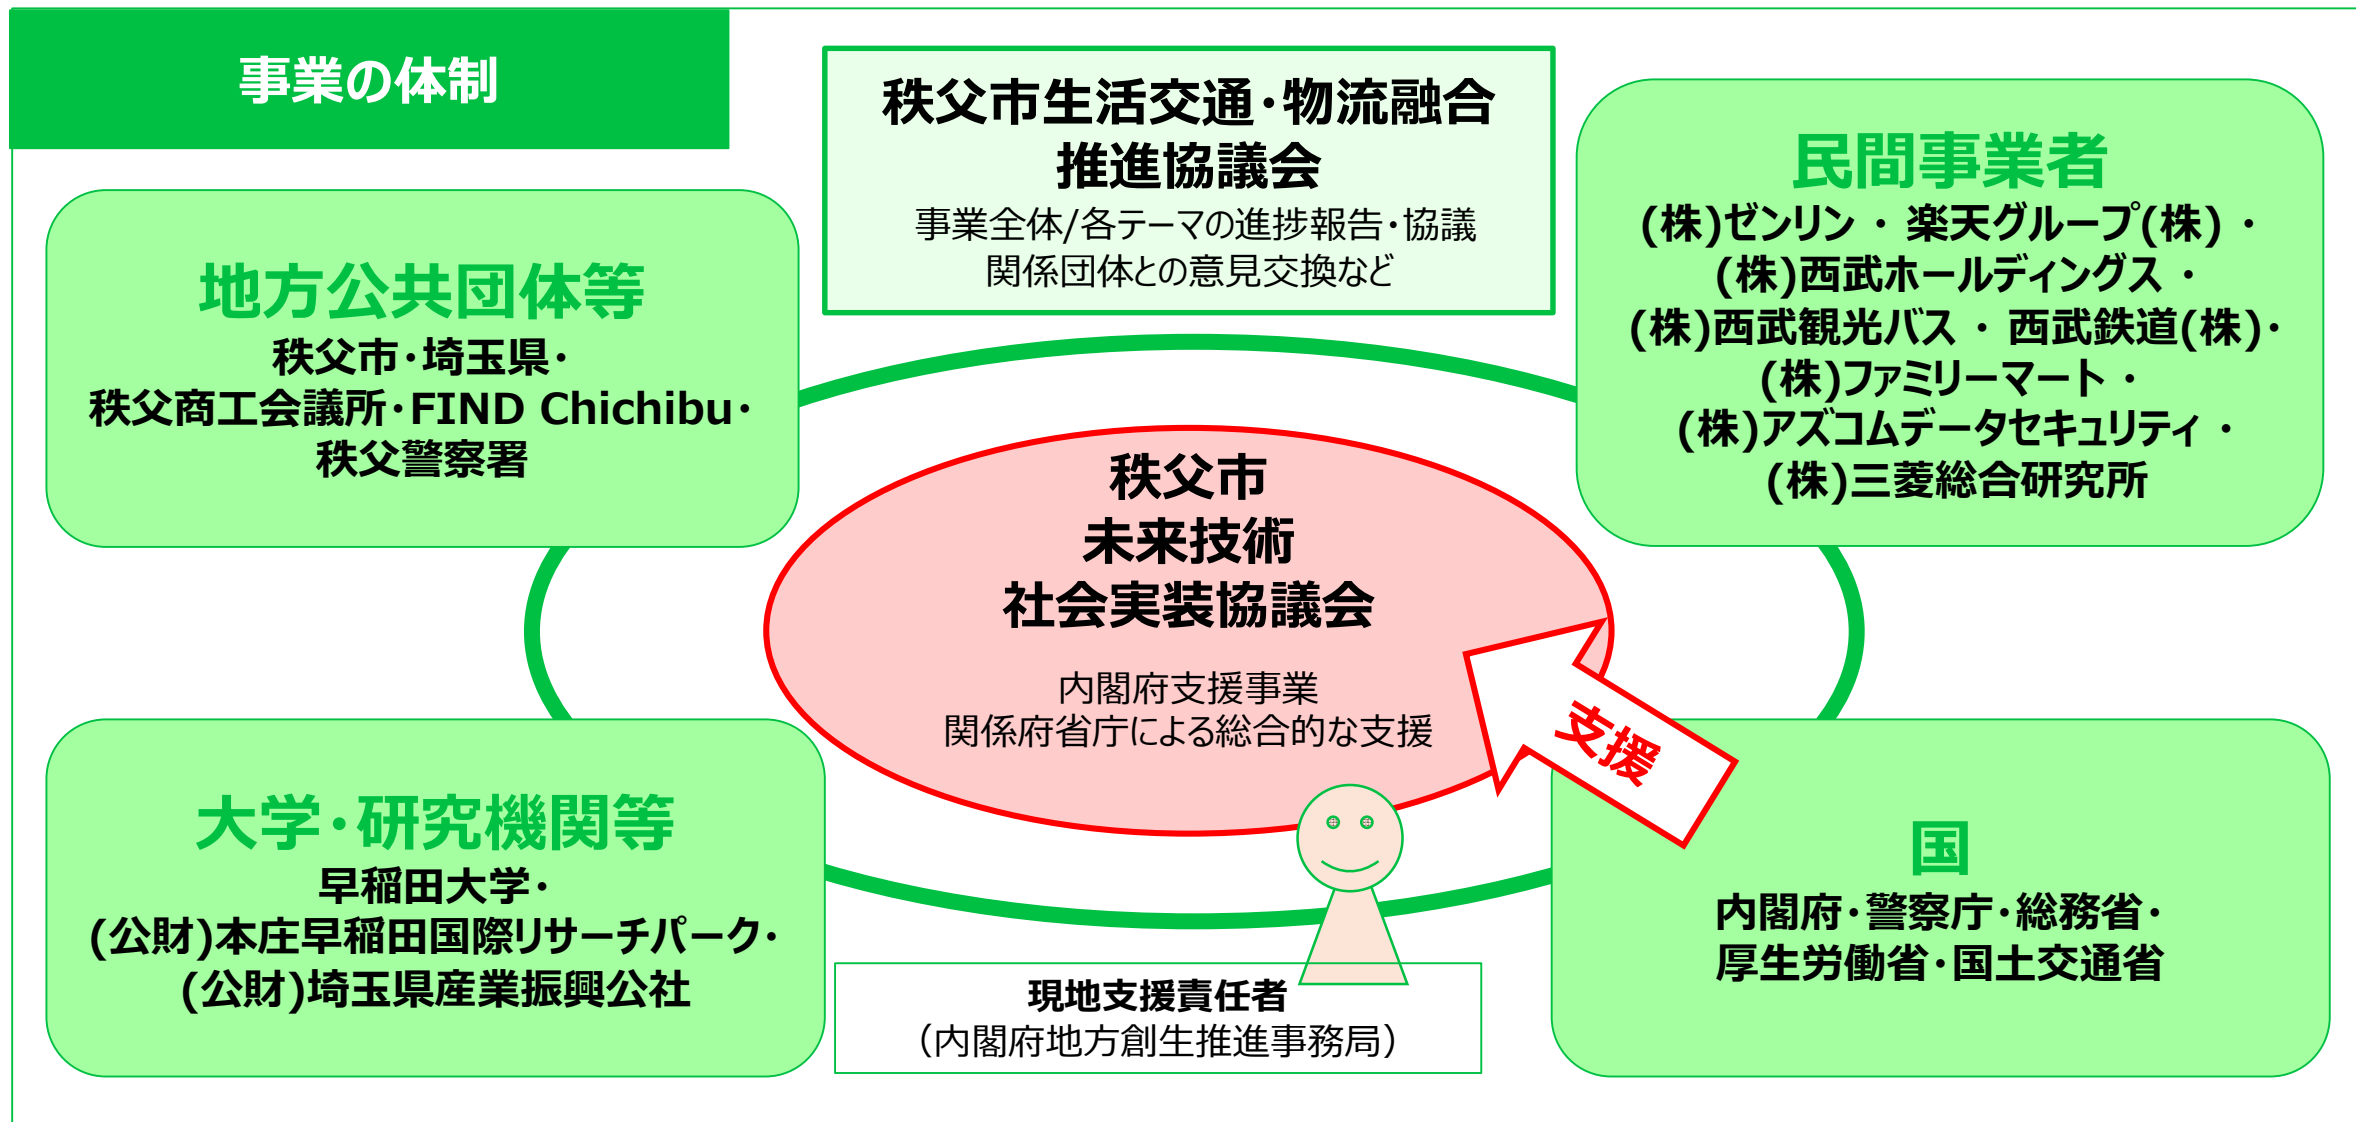 事業の体制
秩父市生活交通・物流融合
推進協議会
事業全体/各テーマの進捗報告・協議
関係団体との意見交換など
民間事業者
(株)ゼンリン ・ 楽天グループ(株) ・
(株)西武ホールディングス ・
(株)西武観光バス ・ 西武鉄道(株)・
(株)ファミリーマート ・
(株)アズコムデータセキュリティ ・
(株)三菱総合研究所
地方公共団体等
秩父市・埼玉県・
秩父商工会議所・FIND Chichibu・
秩父警察署
秩父市
未来技術
社会実装協議会
内閣府支援事業
関係府省庁による総合的な支援
支援
大学・研究機関等
早稲田大学・
(公財)本庄早稲田国際リサーチパーク・
(公財)埼玉県産業振興公社
国
内閣府・警察庁・総務省・
厚生労働省・国土交通省
現地支援責任者
（内閣府地方創生推進事務局）